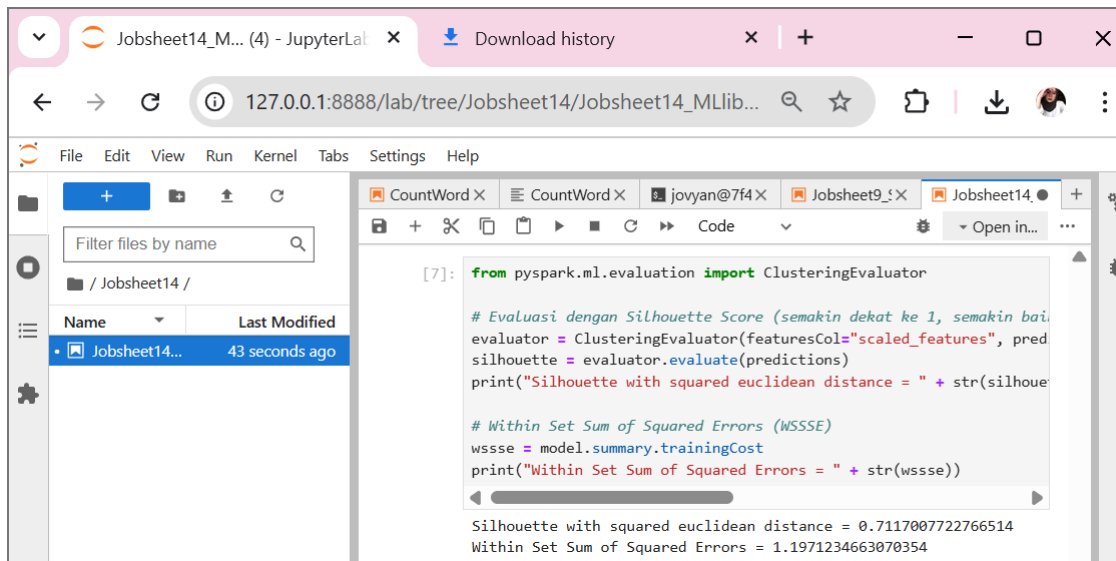 Jobsheet14_M... (4) - JupyterLab
Download history
127.0.0.1:8888/lab/tree/Jobsheet14/Jobsheet14_MLlib...
File Edit View Run Kernel Tabs Settings Help
CountWord
CountWord
jovyan@7f4
Jobsheet9_S
Jobsheet14_
Filter files by name
Code
Open in...
/ Jobsheet14 /
Name
Last Modified
Jobsheet14...
43 seconds ago
[7]:
from pyspark.ml.evaluation import ClusteringEvaluator
# Evaluasi dengan Silhouette Score (semakin dekat ke 1, semakin bai
evaluator = ClusteringEvaluator(featuresCol="scaled_features", pred
silhouette = evaluator.evaluate(predictions)
print("Silhouette with squared euclidean distance = " + str(silhouet
# Within Set Sum of Squared Errors (WSSSE)
wssse = model.summary.trainingCost
print("Within Set Sum of Squared Errors = " + str(wssse))
Silhouette with squared euclidean distance = 0.7117007722766514
Within Set Sum of Squared Errors = 1.1971234663070354